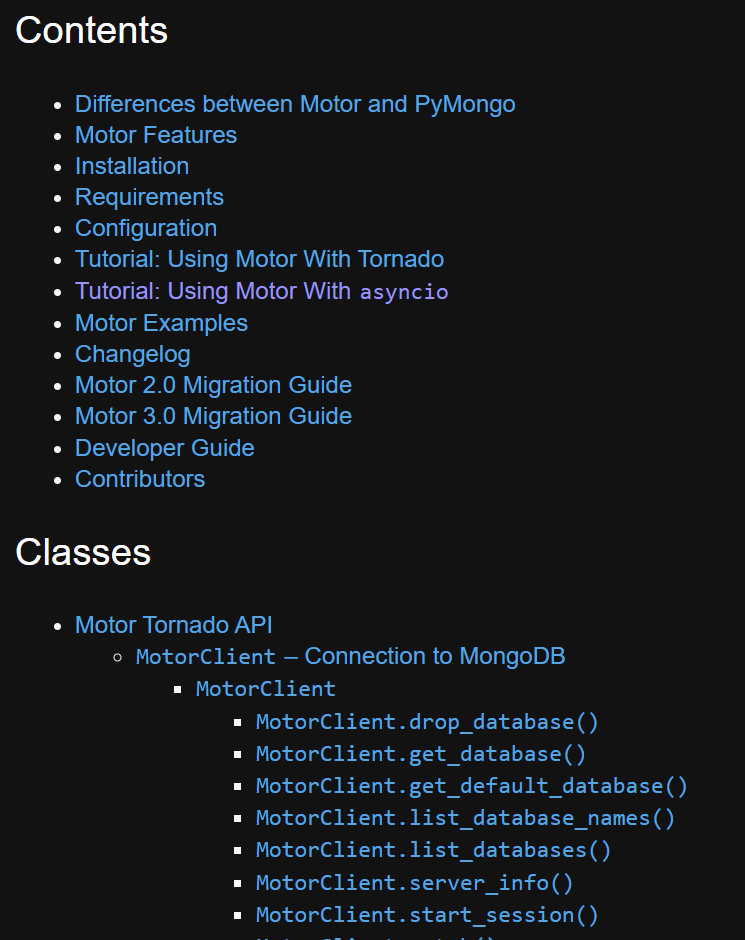 Contents
Differences between Motor and PyMongo
Motor Features
Installation
Requirements
Configuration
Tutorial: Using Motor With Tornado
Tutorial: Using Motor With asyncio
Motor Examples
Changelog
Motor 2.0 Migration Guide
Motor 3.0 Migration Guide
Developer Guide
Contributors
Classes
Motor Tornado API
MotorClient – Connection to MongoDB
MotorClient
MotorClient.drop_database()
MotorClient.get_database()
MotorClient.get_default_database()
MotorClient.list_database_names()
MotorClient.list_databases()
MotorClient.server_info()
MotorClient.start_session()